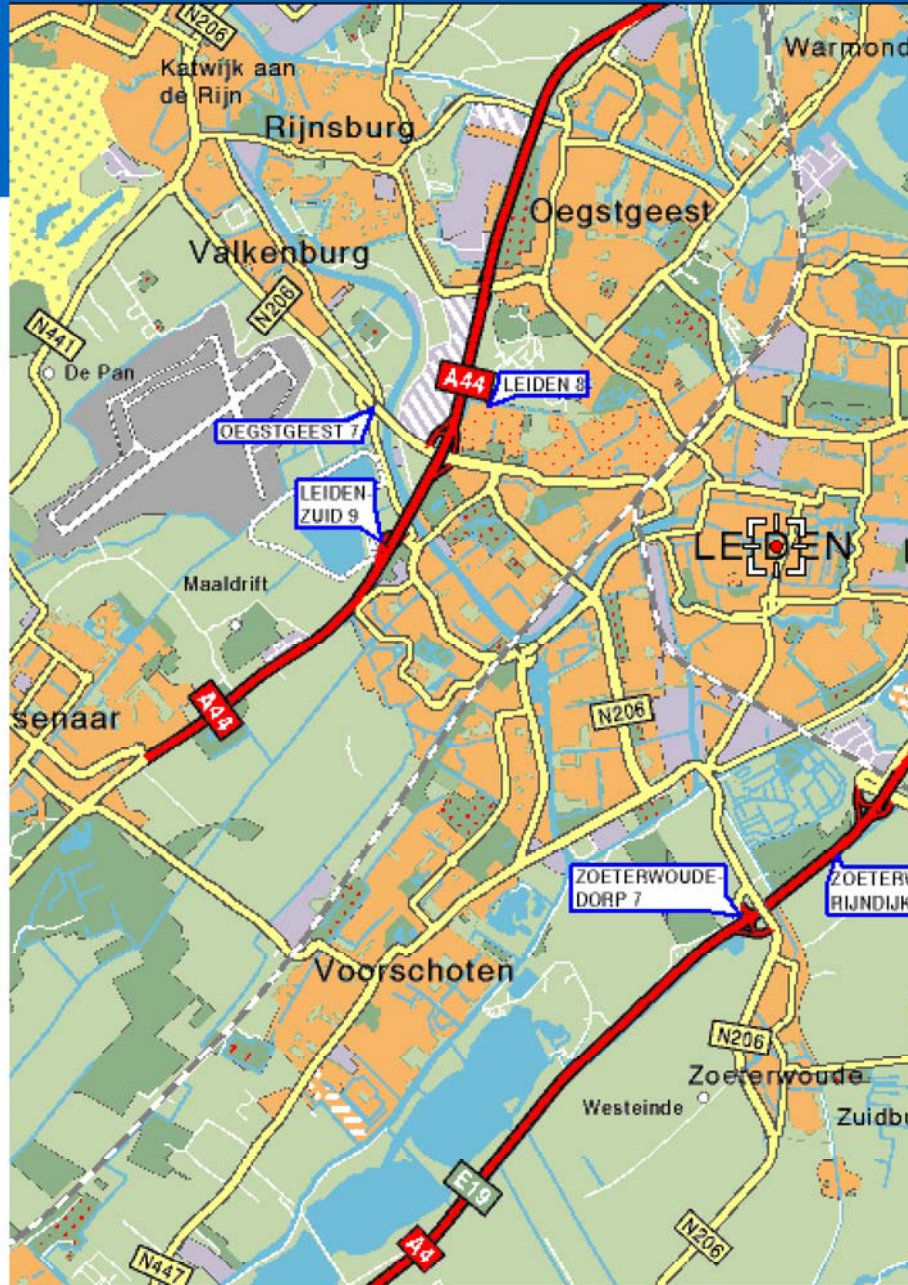 N206
Warmond
Katwijk aan
de Rijn
Rijnsburg
Oegstgeest
Valkenburg
N206
N441
De Pan
A44
LEIDEN 8
OEGSTGEEST 7
LEIDEN-
ZUID 9
LEIDEN
Maaldrift
A44
senaar
N206
ZOETERWOUDE-
DORP 7
ZOETERW
RIJNDIJK
Voorschoten
N206
Zoeterwoude
Westeinde
Zuidbu
E19
A4
N206
N447